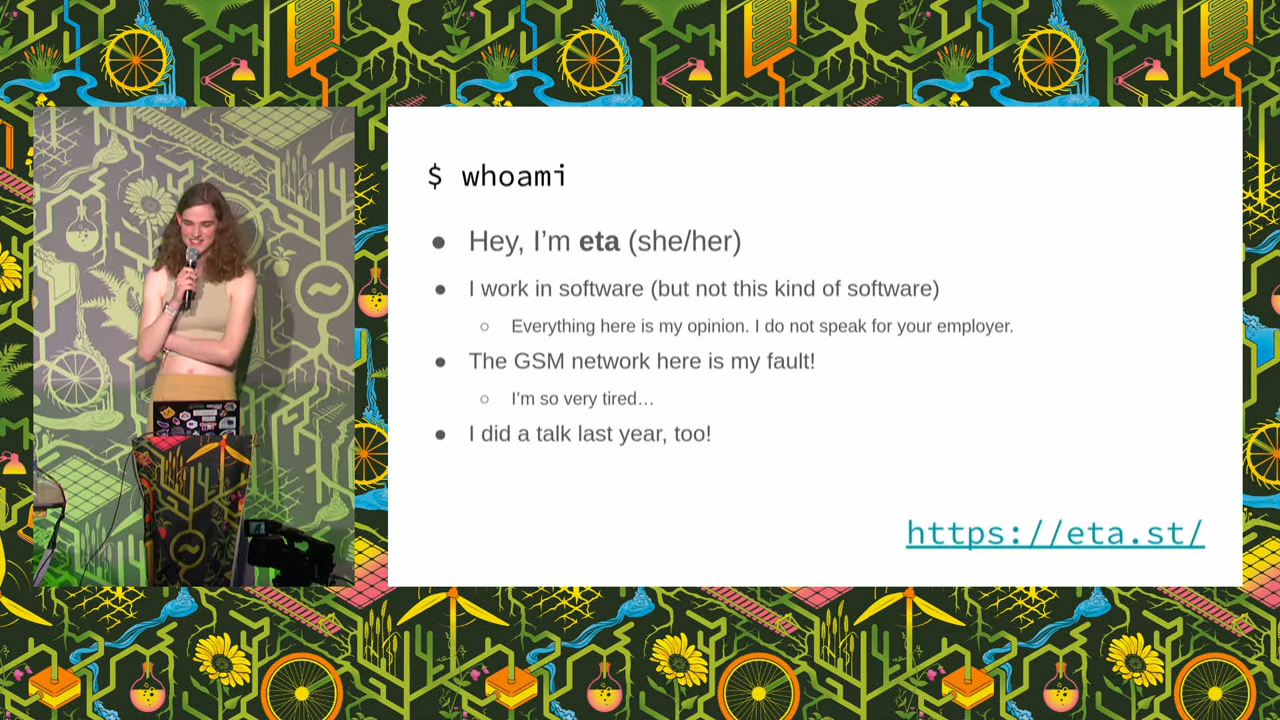 $ whoami
Hey, I’m eta (she/her)
I work in software (but not this kind of software)
Everything here is my opinion. I do not speak for your employer.
The GSM network here is my fault!
I’m so very tired…
I did a talk last year, too!
https://eta.st/